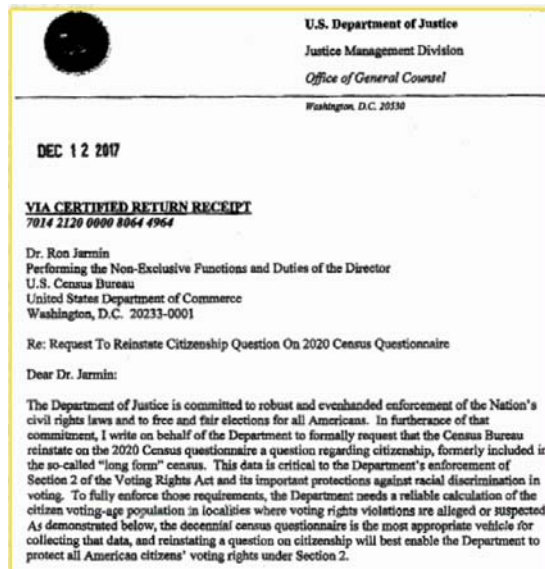 U.S. Department of Justice
Justice Management Division
Office of General Counsel
Washington, D.C. 20530
DEC 12 2017
VIA CERTIFIED RETURN RECEIPT
7014 2120 0000 8064 4964
Dr. Ron Jarmin
Performing the Non-Exclusive Functions and Duties of the Director
U.S. Census Bureau
United States Department of Commerce
Washington, D.C. 20233-0001
Re: Request To Reinstate Citizenship Question On 2020 Census Questionnaire
Dear Dr. Jarmin:
The Department of Justice is committed to robust and evenhanded enforcement of the Nation's
civil rights laws and to free and fair elections for all Americans. In furtherance of that
commitment, I write on behalf of the Department to formally request that the Census Bureau
reinstate on the 2020 Census questionnaire a question regarding citizenship, formerly included in
the so-called "long form" census. This data is critical to the Department's enforcement of
Section 2 of the Voting Rights Act and its important protections against racial discrimination in
voting. To fully enforce those requirements, the Department needs a reliable calculation of the
citizen voting-age population in localities where voting rights violations are alleged or suspected.
As demonstrated below, the decennial census questionnaire is the most appropriate vehicle for
collecting that data, and reinstating a question on citizenship will best enable the Department to
protect all American citizens' voting rights under Section 2.